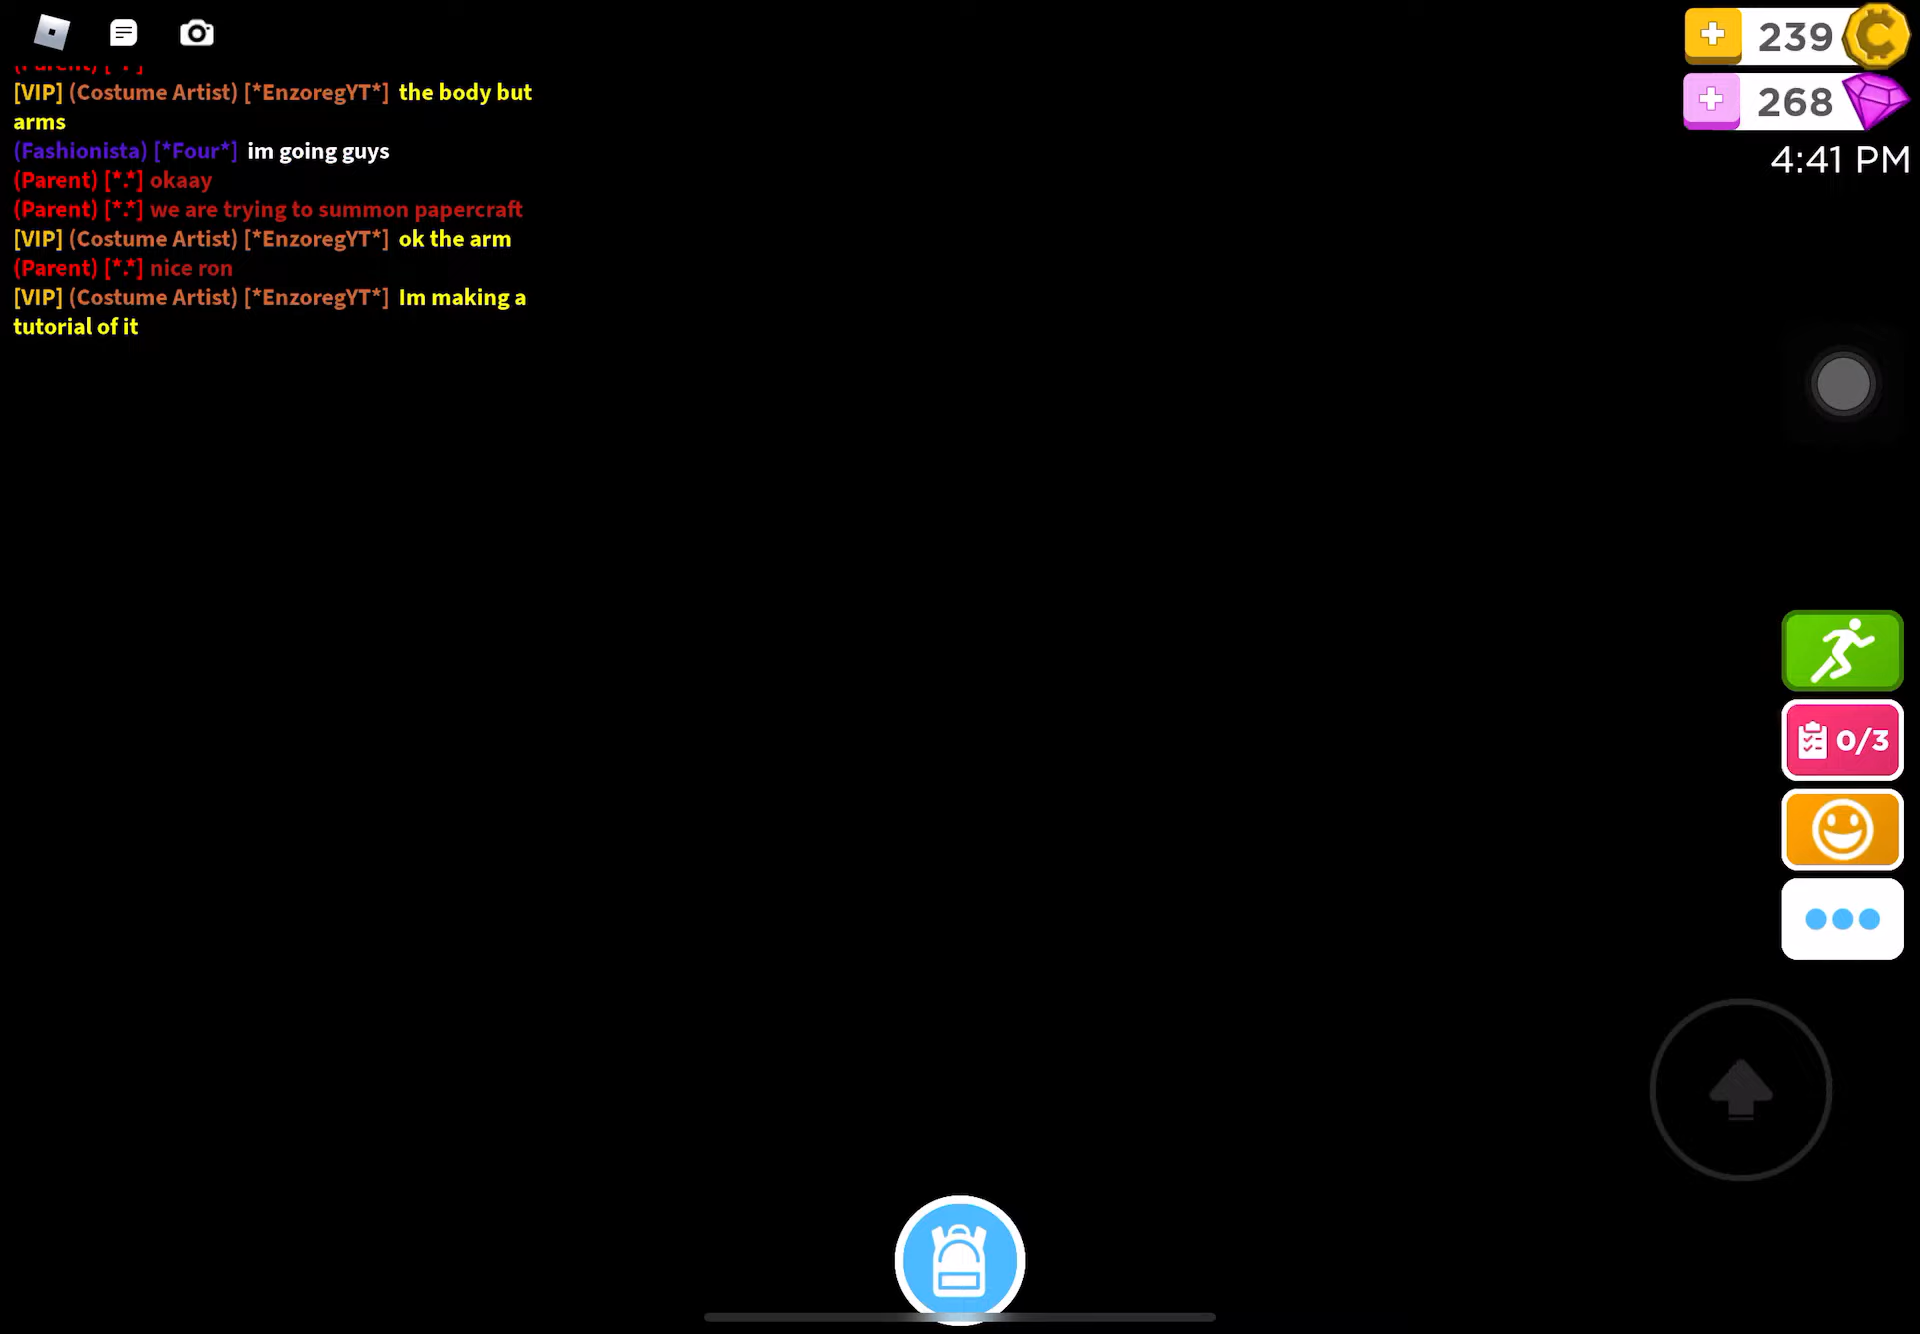 (Parent) [*.*]
[VIP] (Costume Artist) [*EnzoregYT*] the body but
arms
(Fashionista) [*Four*] im going guys
(Parent) [*.*] okaay
(Parent) [*.*] we are trying to summon papercraft
[VIP] (Costume Artist) [*EnzoregYT*] ok the arm
(Parent) [*.*] nice ron
[VIP] (Costume Artist) [*EnzoregYT*] Im making a
tutorial of it
239
268
4:41 PM
0/3